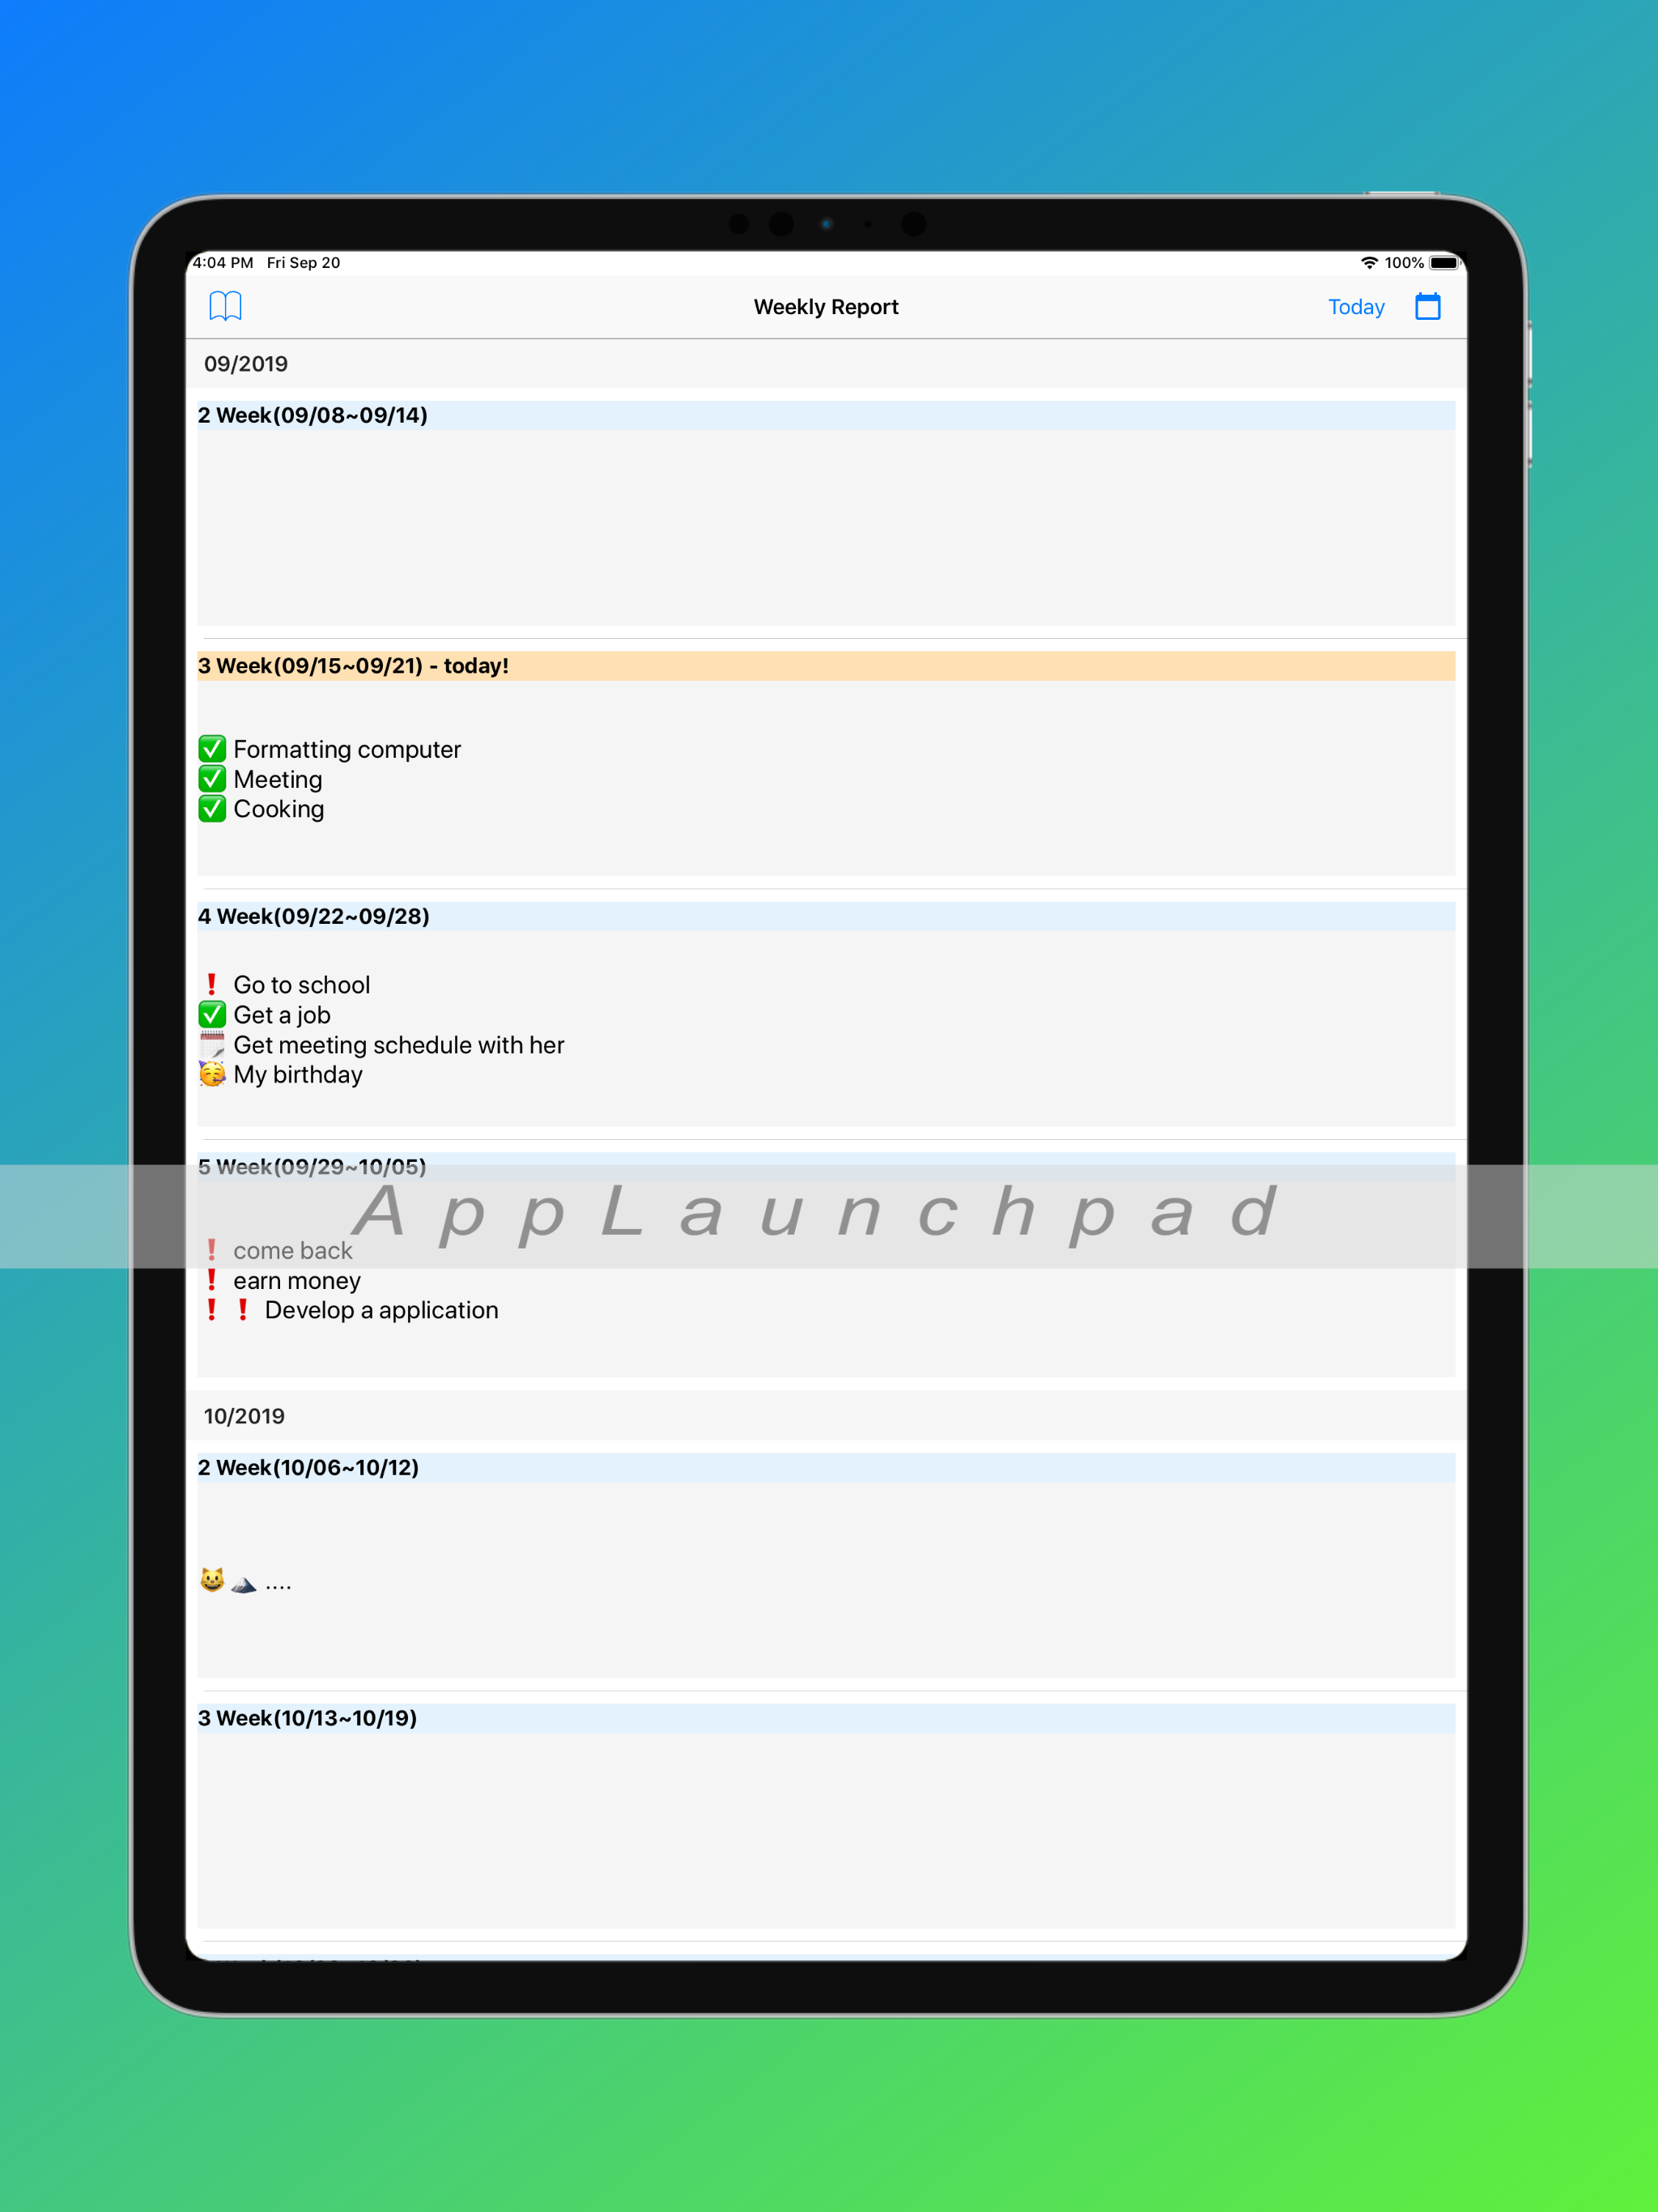 4:04 PM Fri Sep 20 100%
Weekly Report Today
09/2019
2 Week(09/08~09/14)
3 Week(09/15~09/21) - today!
✅ Formatting computer
✅ Meeting
✅ Cooking
4 Week(09/22~09/28)
❗ Go to school
✅ Get a job
🗓 Get meeting schedule with her
🥳 My birthday
5 Week(09/29~10/05)
AppLaunchpad
❗ come back
❗ earn money
❗❗ Develop a application
10/2019
2 Week(10/06~10/12)
😺🗻 ....
3 Week(10/13~10/19)